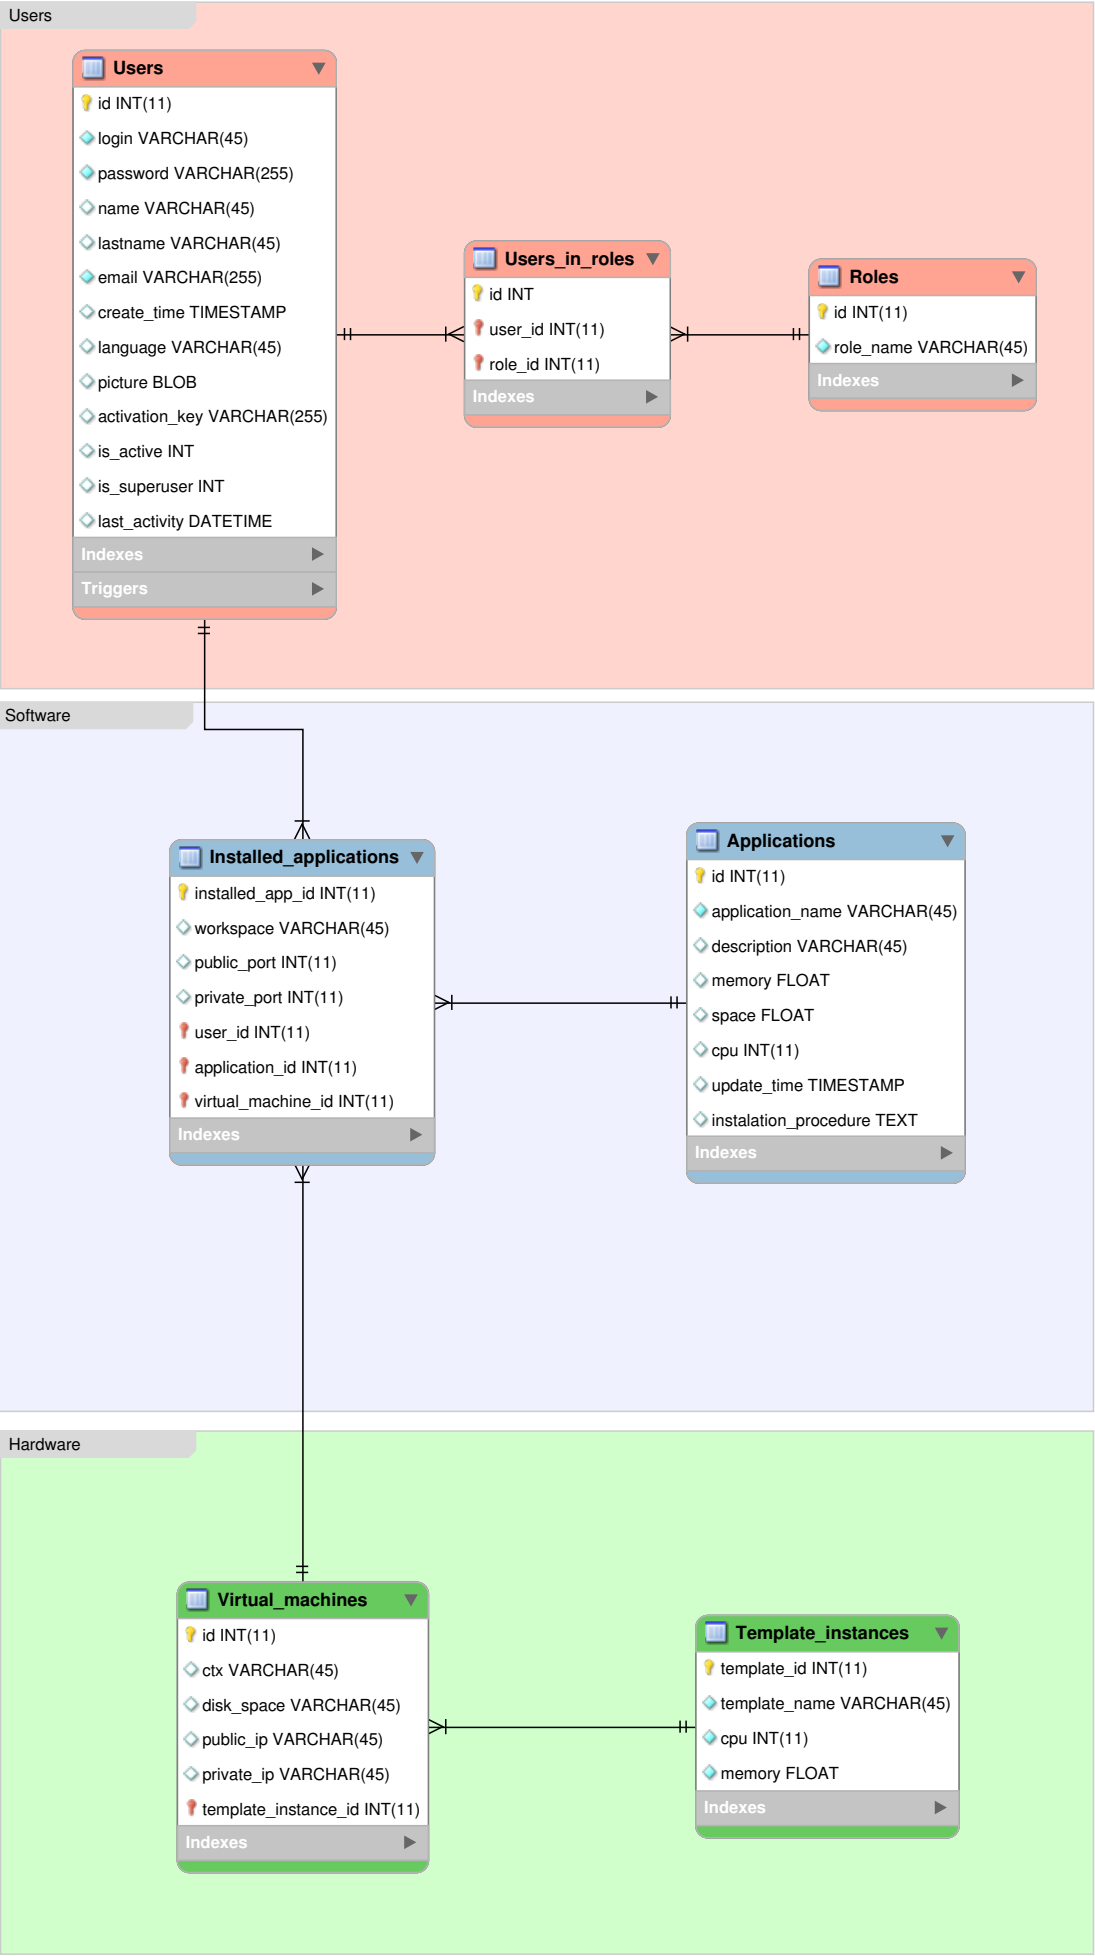 Users
Users
id INT(11)
login VARCHAR(45)
password VARCHAR(255)
name VARCHAR(45)
lastname VARCHAR(45)
email VARCHAR(255)
create_time TIMESTAMP
language VARCHAR(45)
picture BLOB
activation_key VARCHAR(255)
is_active INT
is_superuser INT
last_activity DATETIME
Indexes
Triggers
Users_in_roles
id INT
user_id INT(11)
role_id INT(11)
Indexes
Roles
id INT(11)
role_name VARCHAR(45)
Indexes
Software
Installed_applications
installed_app_id INT(11)
workspace VARCHAR(45)
public_port INT(11)
private_port INT(11)
user_id INT(11)
application_id INT(11)
virtual_machine_id INT(11)
Indexes
Applications
id INT(11)
application_name VARCHAR(45)
description VARCHAR(45)
memory FLOAT
space FLOAT
cpu INT(11)
update_time TIMESTAMP
instalation_procedure TEXT
Indexes
Hardware
Virtual_machines
id INT(11)
ctx VARCHAR(45)
disk_space VARCHAR(45)
public_ip VARCHAR(45)
private_ip VARCHAR(45)
template_instance_id INT(11)
Indexes
Template_instances
template_id INT(11)
template_name VARCHAR(45)
cpu INT(11)
memory FLOAT
Indexes